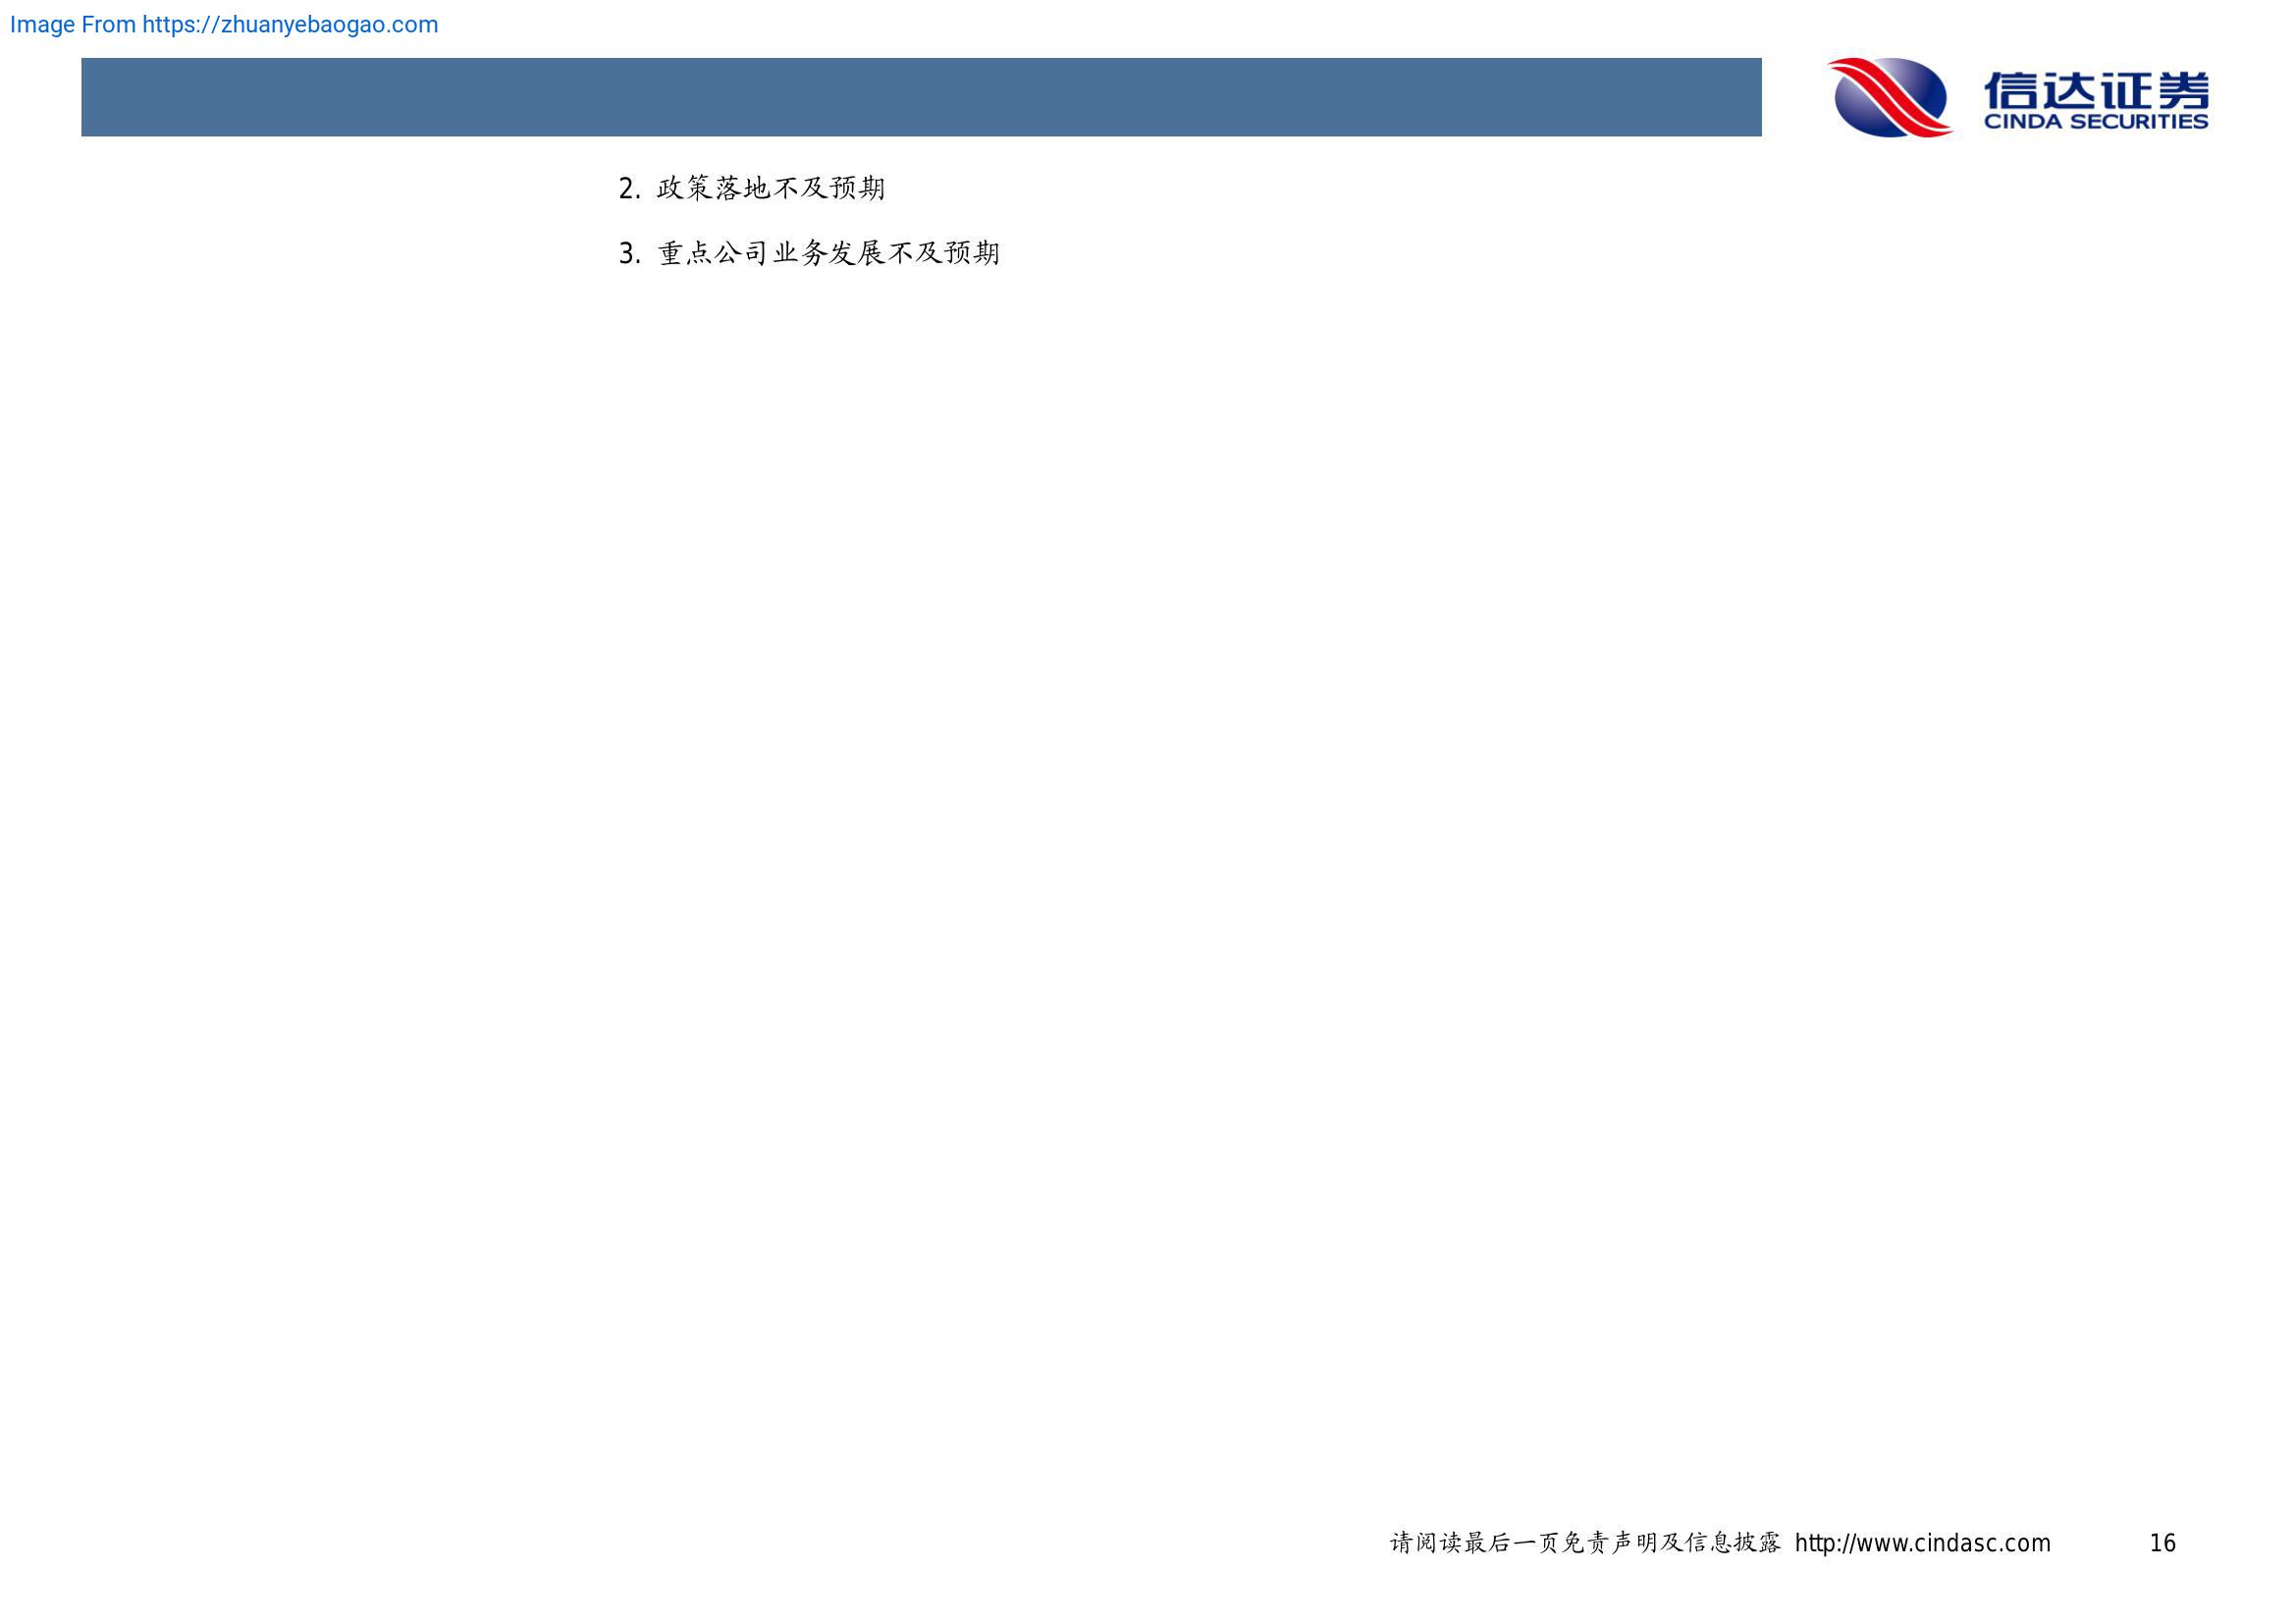 Image From https://zhuanyebaogao.com
信达证券
CINDA SECURITIES
2. 政策落地不及预期
3. 重点公司业务发展不及预期
请阅读最后一页免责声明及信息披露 http://www.cindasc.com 16